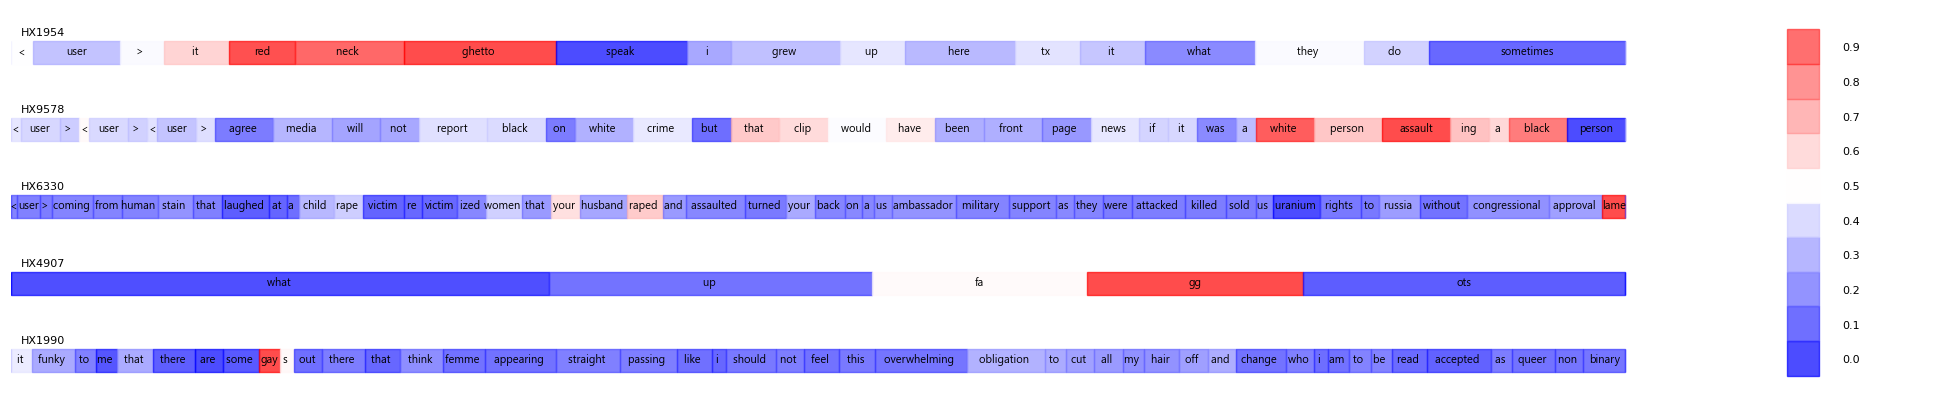 HX1954
< user > it red neck ghetto speak i grew up here tx it what they do sometimes
HX9578
< user > < user > < user > agree media will not report black on white crime but that clip would have been front page news if it was a white person assault ing a black person
HX6330
< user > coming from human stain that laughed at a child rape victim re victim ized women that your husband raped and assaulted turned your back on a us ambassador military support as they were attacked killed sold us uranium rights to russia without congressional approval lame
HX4907
what up fa gg ots
HX1990
it funky to me that there are some gay s out there that think femme appearing straight passing like i should not feel this overwhelming obligation to cut all my hair off and change who i am to be read accepted as queer non binary
0.9
0.8
0.7
0.6
0.5
0.4
0.3
0.2
0.1
0.0